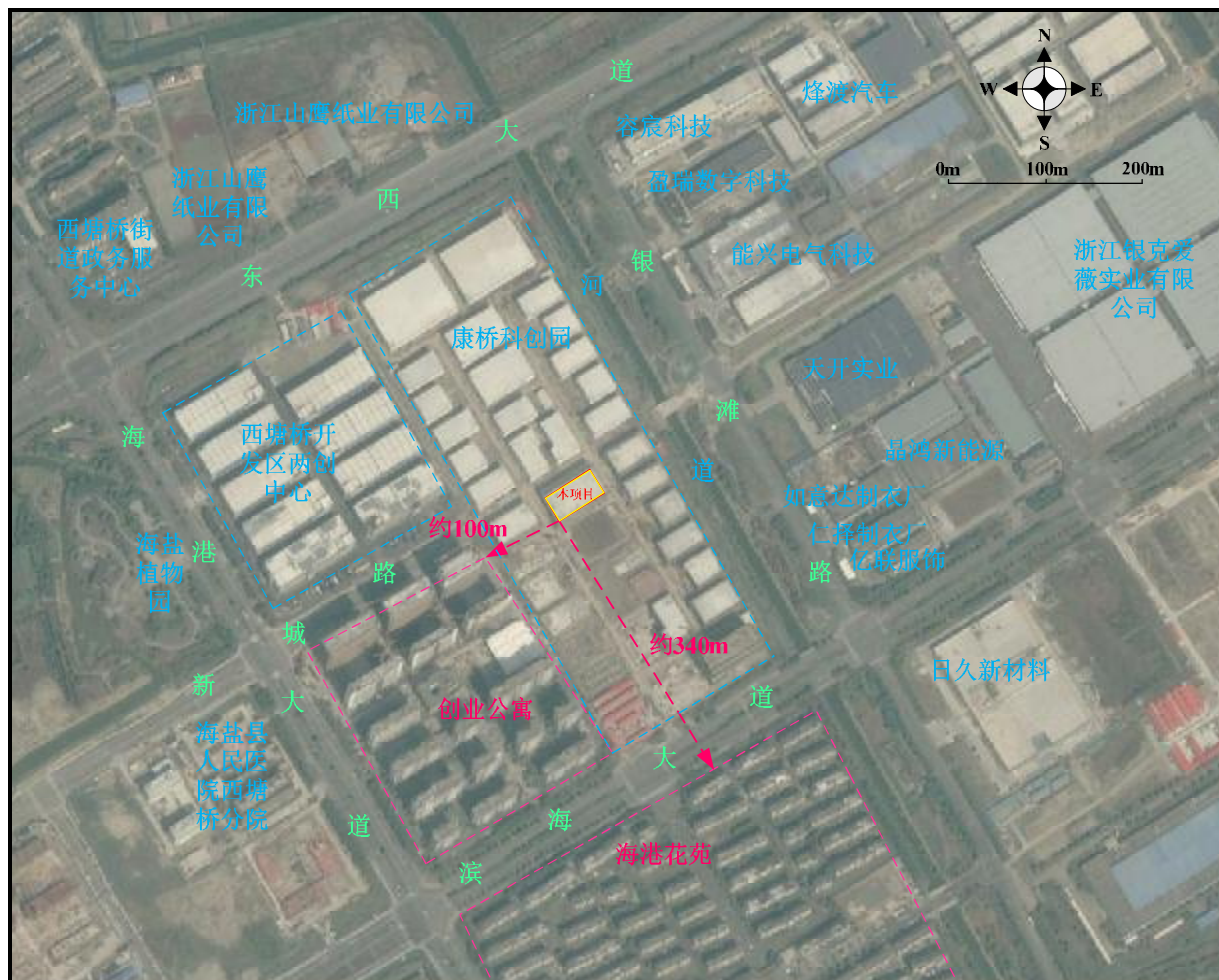 道
N
W
E
S
0m
100m
200m
烽渡汽车
浙江山鹰纸业有限公司
大
容宸科技
浙江山鹰
纸业有限
公司
西
盈瑞数字科技
西塘桥街
道政务服
务中心
东
银
河
能兴电气科技
浙江银克爱
薇实业有限
公司
康桥科创园
天开实业
滩
海
西塘桥开
发区两创
中心
道
晶鸿新能源
本项目
如意达制衣厂
约100m
仁抒制衣厂
亿联服饰
海盐
植物
园
港
路
路
城
约340m
日久新材料
新
大
道
创业公寓
海盐县
人民医
院西塘
桥分院
大
道
海
海港花苑
滨